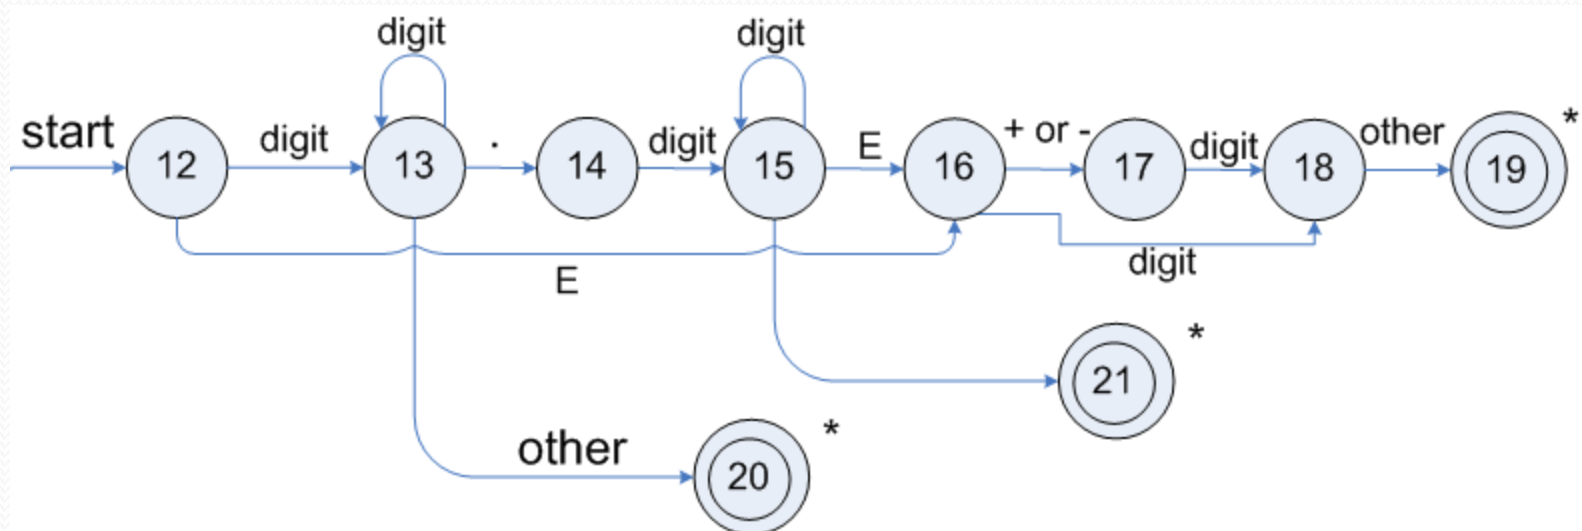 digit
digit
start
digit
.
digit
E
+ or -
digit
other
*
12
13
14
15
16
17
18
19
E
digit
*
21
other
*
20